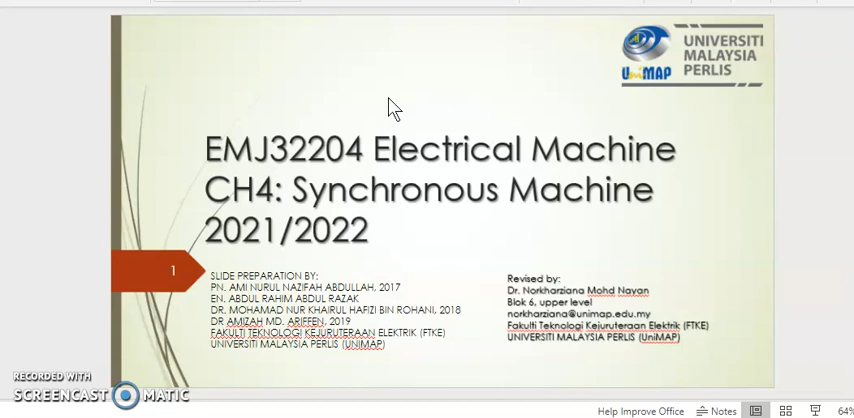 UniMAP
UNIVERSITI
MALAYSIA
PERLIS
EMJ32204 Electrical Machine
CH4: Synchronous Machine
2021/2022
1
SLIDE PREPARATION BY:
PN. AMI NURUL NAZIFAH ABDULLAH, 2017
EN. ABDUL RAHIM ABDUL RAZAK
DR. MOHAMAD NUR KHAIRUL HAFIZI BIN ROHANI, 2018
DR AMIZAH MD. ARIFFEN, 2019
FAKULTI TEKNOLOGI KEJURUTERAAN ELEKTRIK (FTKE)
UNIVERSITI MALAYSIA PERLIS (UNIMAP)
Revised by:
Dr. Norkharziana Mohd Nayan
Blok 6, upper level
norkharziana@unimap.edu.my
Fakulti Teknologi Kejuruteraan Elektrik (FTKE)
UNIVERSITI MALAYSIA PERLIS (UniMAP)
RECORDED WITH
SCREENCAST MATIC
Help Improve Office
Notes
64%